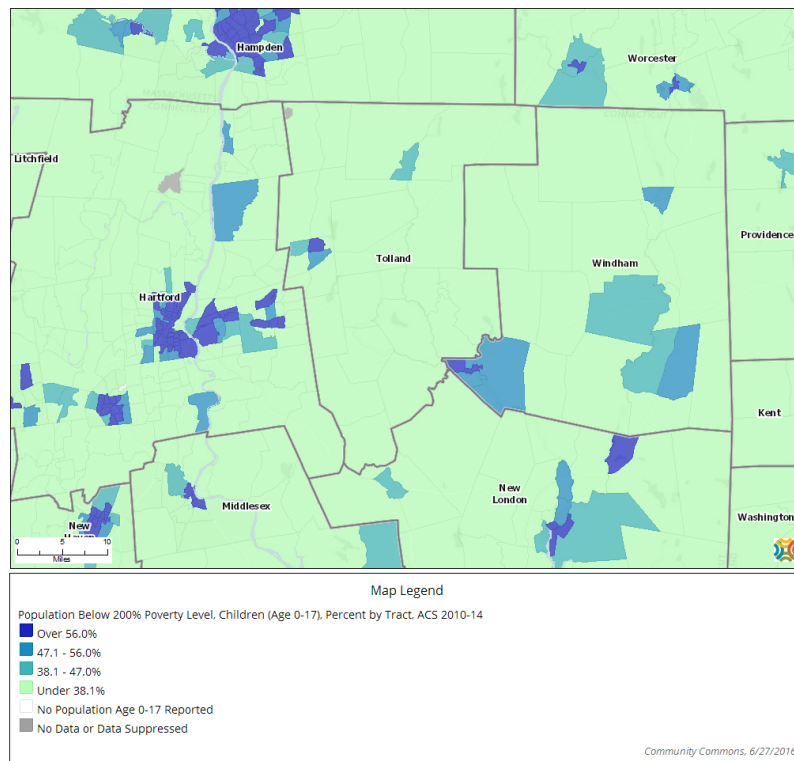 Hampden
Worcester
MASSACHUSETTS
CONNECTICUT
CONNECTICUT
Litchfield
Providence
Tolland
Windham
Hartford
Kent
New
London
Middlesex
Washington
New
Haven
0 5 10
Miles
Map Legend
Population Below 200% Poverty Level, Children (Age 0-17), Percent by Tract, ACS 2010-14
Over 56.0%
47.1 - 56.0%
38.1 - 47.0%
Under 38.1%
No Population Age 0-17 Reported
No Data or Data Suppressed
Community Commons, 6/27/2016